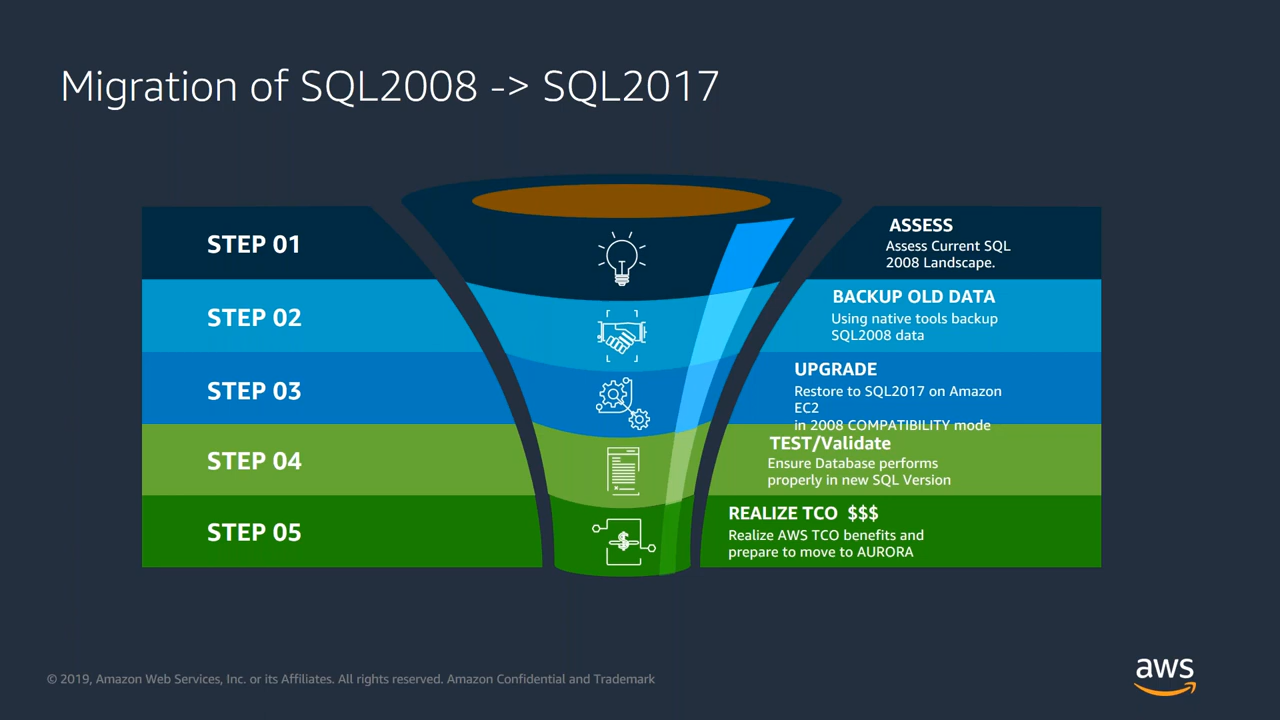 Migration of SQL2008 -> SQL2017
STEP 01
ASSESS
Assess Current SQL
2008 Landscape.
STEP 02
BACKUP OLD DATA
Using native tools backup
SQL2008 data
STEP 03
UPGRADE
Restore to SQL2017 on Amazon
EC2
in 2008 COMPATIBILITY mode
STEP 04
TEST/Validate
Ensure Database performs
properly in new SQL Version
STEP 05
REALIZE TCO $$$
Realize AWS TCO benefits and
prepare to move to AURORA
$
© 2019, Amazon Web Services, Inc. or its Affiliates. All rights reserved. Amazon Confidential and Trademark
aws